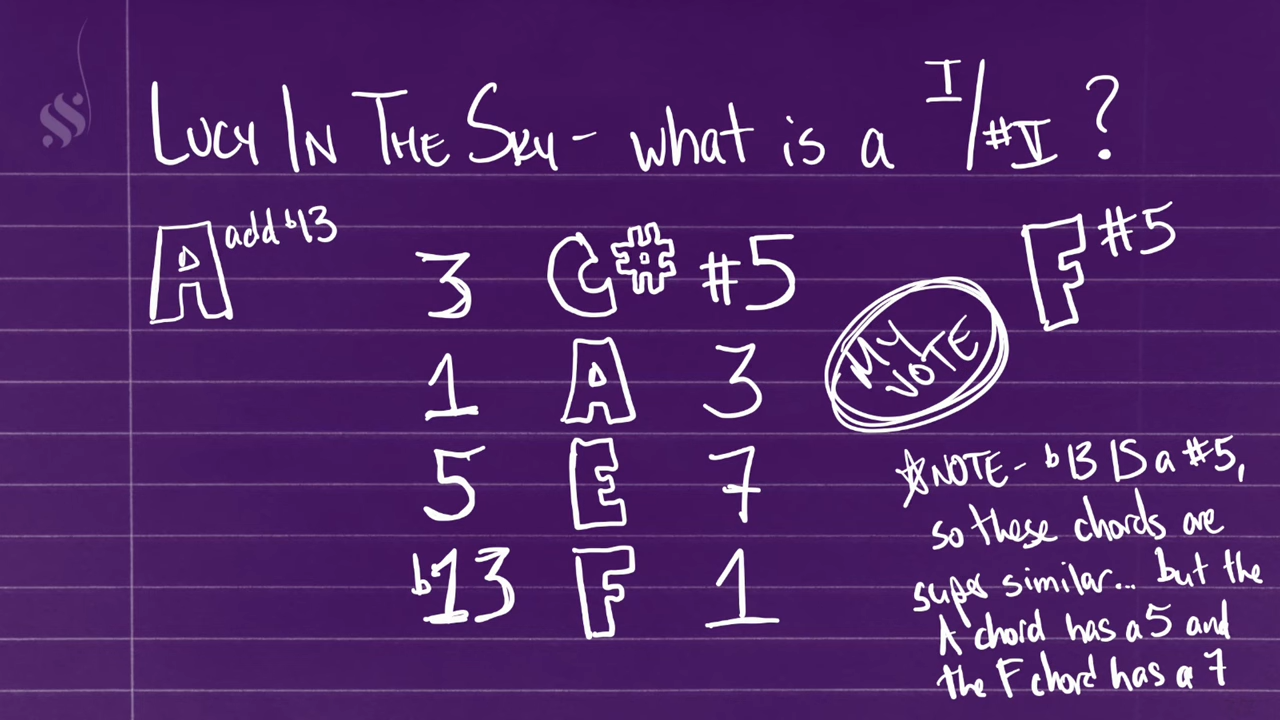 LUCY IN THE SKY - what is a I/#V ?
A add b13 3 C# #5 F #5
1 A 3 MY VOTE
5 E 7
b13 F 1
☆NOTE - b13 IS a #5,
so these chords are
super similar... but the
A chord has a 5 and
the F chord has a 7